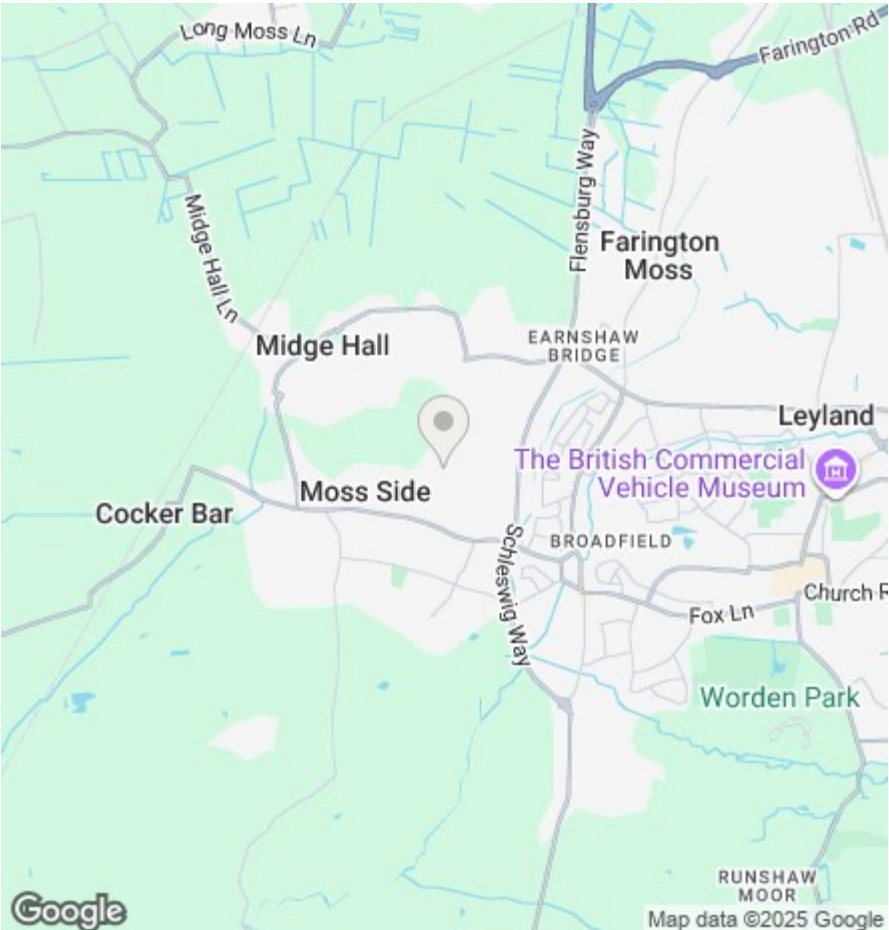 Long Moss Ln
Farington Rd
Midge Hall Ln
Flensburg Way
Farington
Moss
Midge Hall
EARNSHAW
BRIDGE
Leyland
The British Commercial
Vehicle Museum
Moss Side
Cocker Bar
Schleswig Way
BROADFIELD
Church R
Fox Ln
Worden Park
RUNSHAW
MOOR
Google
Map data ©2025 Google